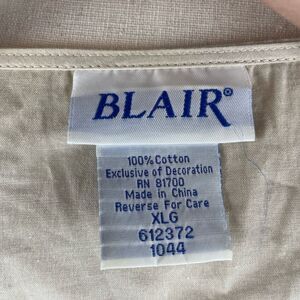 BLAIR®
100% Cotton
Exclusive of Decoration
RN 81700
Made in China
Reverse For Care
XLG
612372
1044